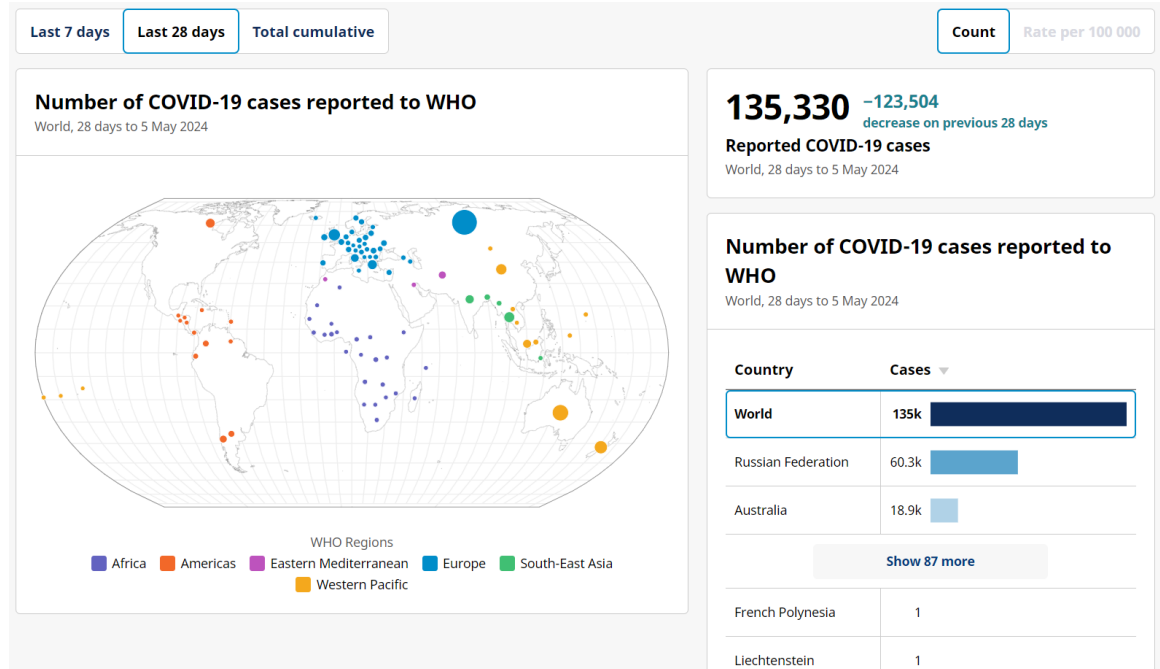 Last 7 days
Last 28 days
Total cumulative
Count
Rate per 100 000
Number of COVID-19 cases reported to WHO
World, 28 days to 5 May 2024
WHO Regions
Africa
Americas
Eastern Mediterranean
Europe
South-East Asia
Western Pacific
135,330
−123,504
decrease on previous 28 days
Reported COVID-19 cases
World, 28 days to 5 May 2024
Number of COVID-19 cases reported to
WHO
World, 28 days to 5 May 2024
Country Cases
World 135k
Russian Federation 60.3k
Australia 18.9k
Show 87 more
French Polynesia 1
Liechtenstein 1